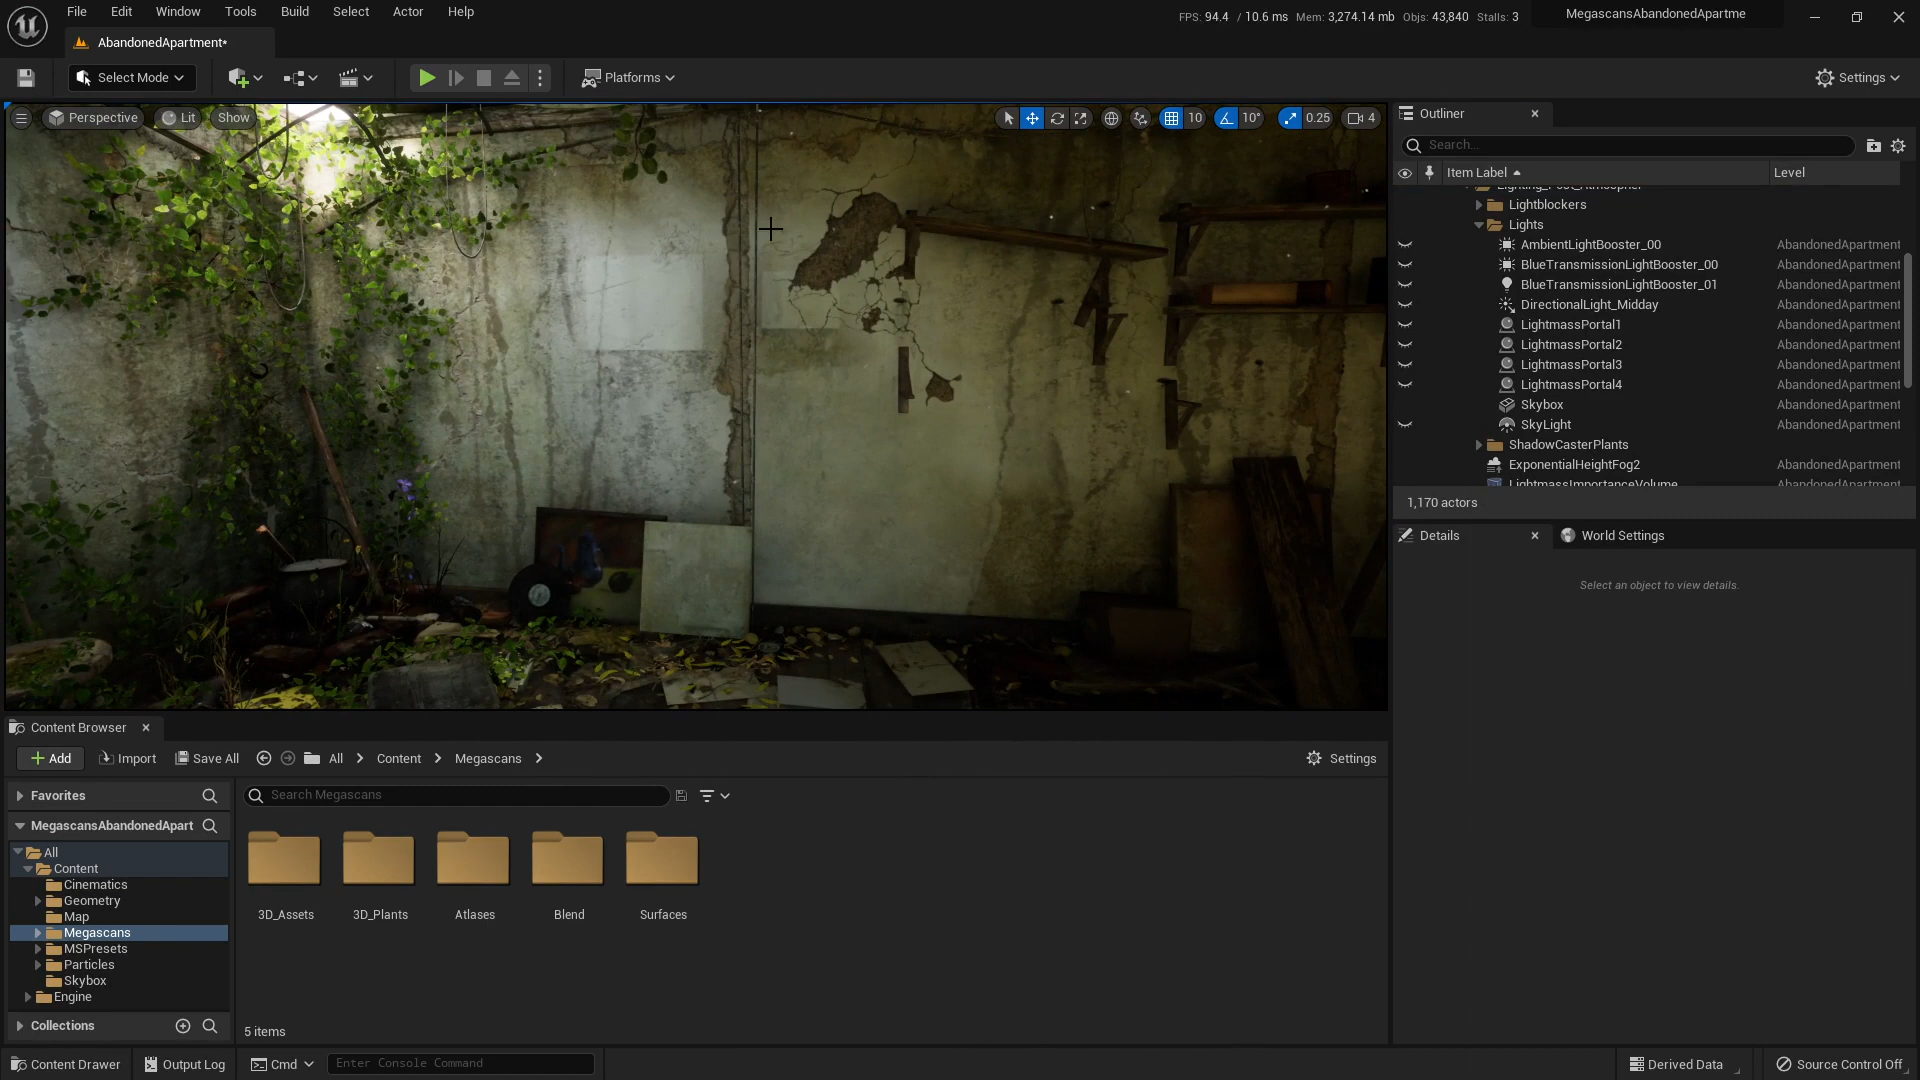 File Edit Window Tools Build Select Actor Help
FPS: 94.4 / 10.6 ms Mem: 3,274.14 mb Objs: 43,840 Stalls: 3
MegascansAbandonedApartme
AbandonedApartment*
Select Mode
Platforms
Settings
Perspective
Lit
Show
10
10°
0.25
4
Outliner
Search...
Item Label
Level
Lighting_Post_Atmospher
Lightblockers
Lights
AmbientLightBooster_00 AbandonedApartment
BlueTransmissionLightBooster_00 AbandonedApartment
BlueTransmissionLightBooster_01 AbandonedApartment
DirectionalLight_Midday AbandonedApartment
LightmassPortal1 AbandonedApartment
LightmassPortal2 AbandonedApartment
LightmassPortal3 AbandonedApartment
LightmassPortal4 AbandonedApartment
Skybox AbandonedApartment
SkyLight AbandonedApartment
ShadowCasterPlants
ExponentialHeightFog2 AbandonedApartment
LightmassImportanceVolume AbandonedApartment
1,170 actors
Details
World Settings
Select an object to view details.
Content Browser
Add
Import
Save All
All
Content
Megascans
Settings
Favorites
Search Megascans
MegascansAbandonedApart
All
Content
Cinematics
Geometry
Map
Megascans
MSPresets
Particles
Skybox
Engine
Collections
3D_Assets
3D_Plants
Atlases
Blend
Surfaces
5 items
Content Drawer
Output Log
Cmd
Enter Console Command
Derived Data
Source Control Off